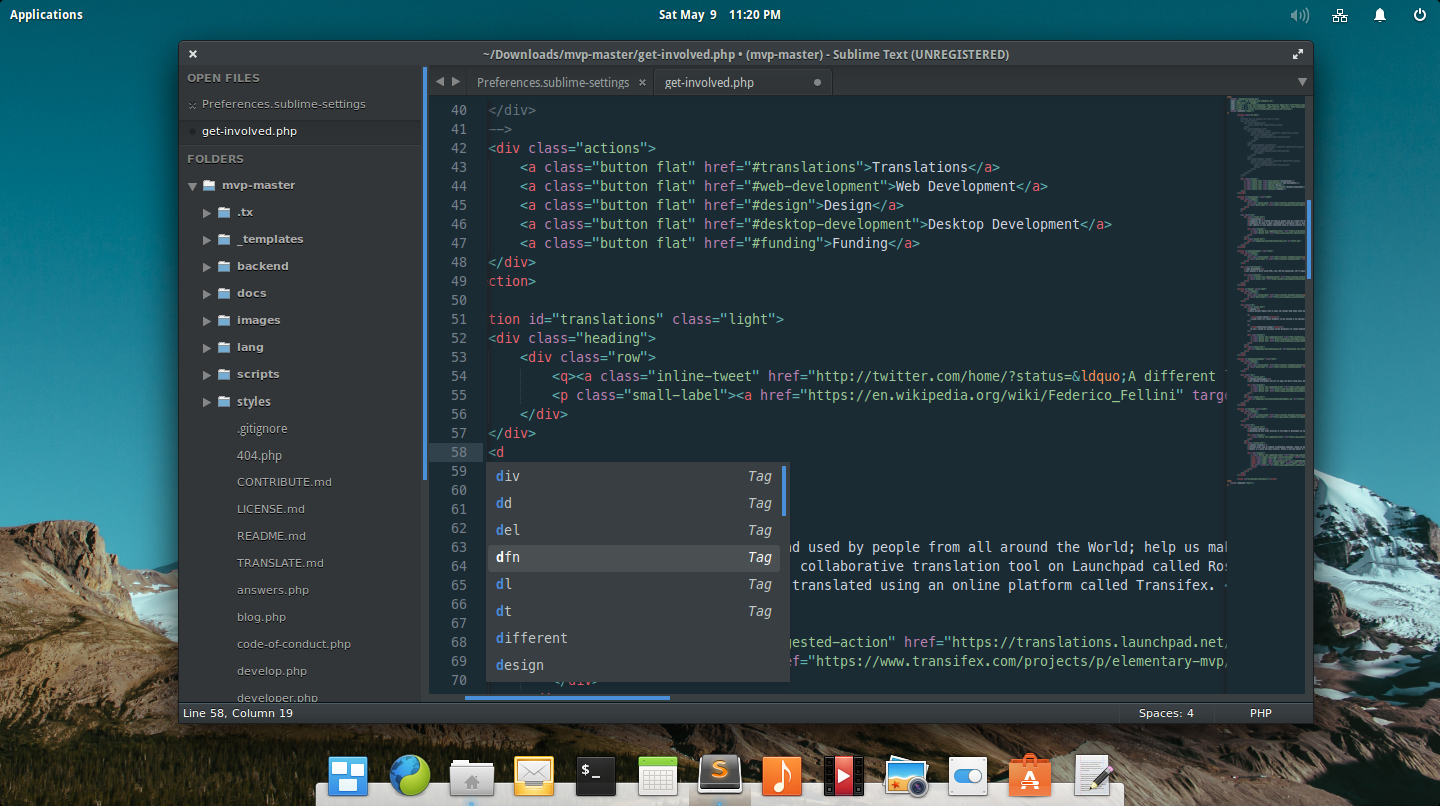 Applications
Sat May 9 11:20 PM
~/Downloads/mvp-master/get-involved.php • (mvp-master) - Sublime Text (UNREGISTERED)
OPEN FILES
Preferences.sublime-settings
get-involved.php
FOLDERS
mvp-master
.tx
_templates
backend
docs
images
lang
scripts
styles
.gitignore
404.php
CONTRIBUTE.md
LICENSE.md
README.md
TRANSLATE.md
answers.php
blog.php
code-of-conduct.php
develop.php
developer.php
Preferences.sublime-settings
get-involved.php
40 </div>
41 -->
42 <div class="actions">
43 <a class="button flat" href="#translations">Translations</a>
44 <a class="button flat" href="#web-development">Web Development</a>
45 <a class="button flat" href="#design">Design</a>
46 <a class="button flat" href="#desktop-development">Desktop Development</a>
47 <a class="button flat" href="#funding">Funding</a>
48 </div>
49 ction>
50
51 tion id="translations" class="light">
52 <div class="heading">
53 <div class="row">
54 <q><a class="inline-tweet" href="http://twitter.com/home/?status=&ldquo;A different
55 <p class="small-label"><a href="https://en.wikipedia.org/wiki/Federico_Fellini" targe
56 </div>
57 </div>
58 <d
59
60
61
62
63 d used by people from all around the World; help us mak
64 collaborative translation tool on Launchpad called Ros
65 translated using an online platform called Transifex. <
66
67
68 gested-action" href="https://translations.launchpad.net/
69 ef="https://www.transifex.com/projects/p/elementary-mvp/
70 </div>
div Tag
dd Tag
del Tag
dfn Tag
dl Tag
dt Tag
different
design
Line 58, Column 19
Spaces: 4
PHP
$_
S
A